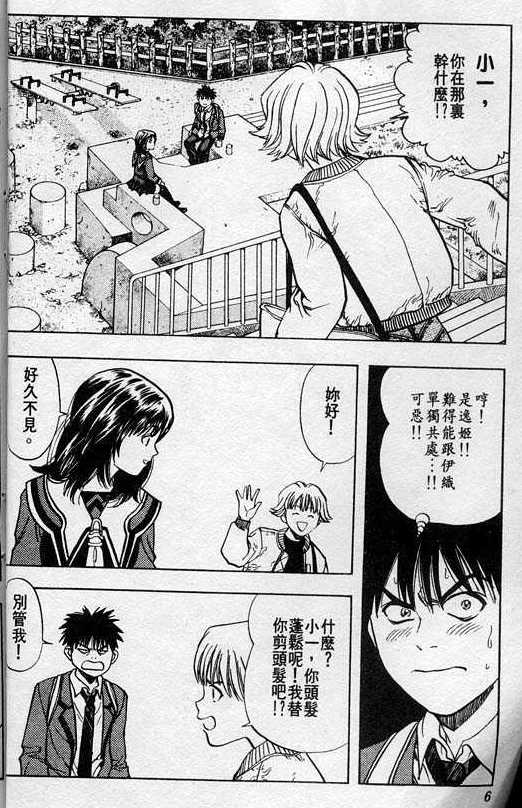 小一，
你在那裏
幹什麼!?
哼！
是逸姬!!
難得能跟伊織
單獨共處…!!
可惡!!
妳好！
好久不見。
什麼？
小一，你頭髮
蓬鬆呢！我替
你剪頭髮吧!?
別管我！
6